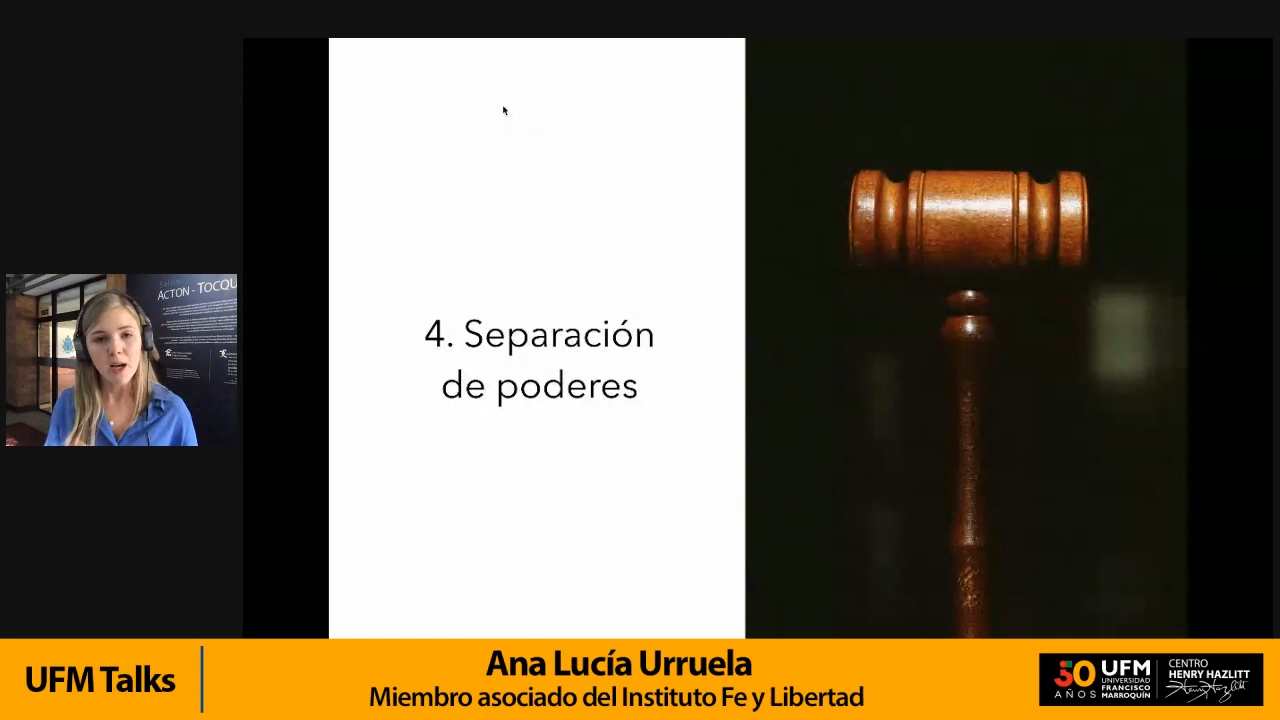 ACTON - TOCQU
4. Separación
de poderes
UFM Talks
Ana Lucía Urruela
Miembro asociado del Instituto Fe y Libertad
50
AÑOS
UFM
UNIVERSIDAD
FRANCISCO
MARROQUÍN
CENTRO
HENRY HAZLITT